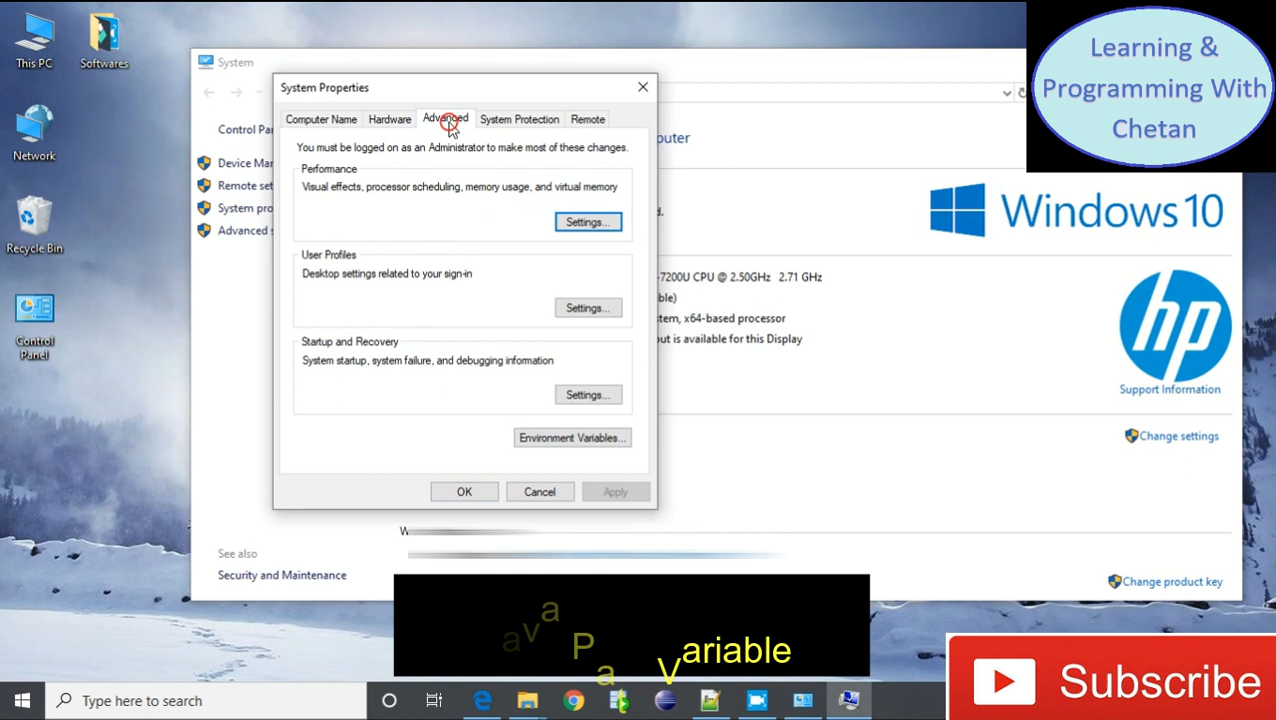 This PC
Softwares
Network
Recycle Bin
Control
Panel
System
Control Pa
Device Ma
Remote set
System pro
Advanced s
puter
System Properties
Computer Name
Hardware
Advanced
System Protection
Remote
You must be logged on as an Administrator to make most of these changes.
Performance
Visual effects, processor scheduling, memory usage, and virtual memory
Settings...
User Profiles
Desktop settings related to your sign-in
Settings...
Startup and Recovery
System startup, system failure, and debugging information
Settings...
Environment Variables...
OK
Cancel
Apply
d.
-7200U CPU @ 2.50GHz 2.71 GHz
ble)
stem, x64-based processor
out is available for this Display
Windows 10
hp
Support Information
Change settings
W
See also
Security and Maintenance
Change product key
Learning &
Programming With
Chetan
ava Pa Variable
Type here to search
Subscribe